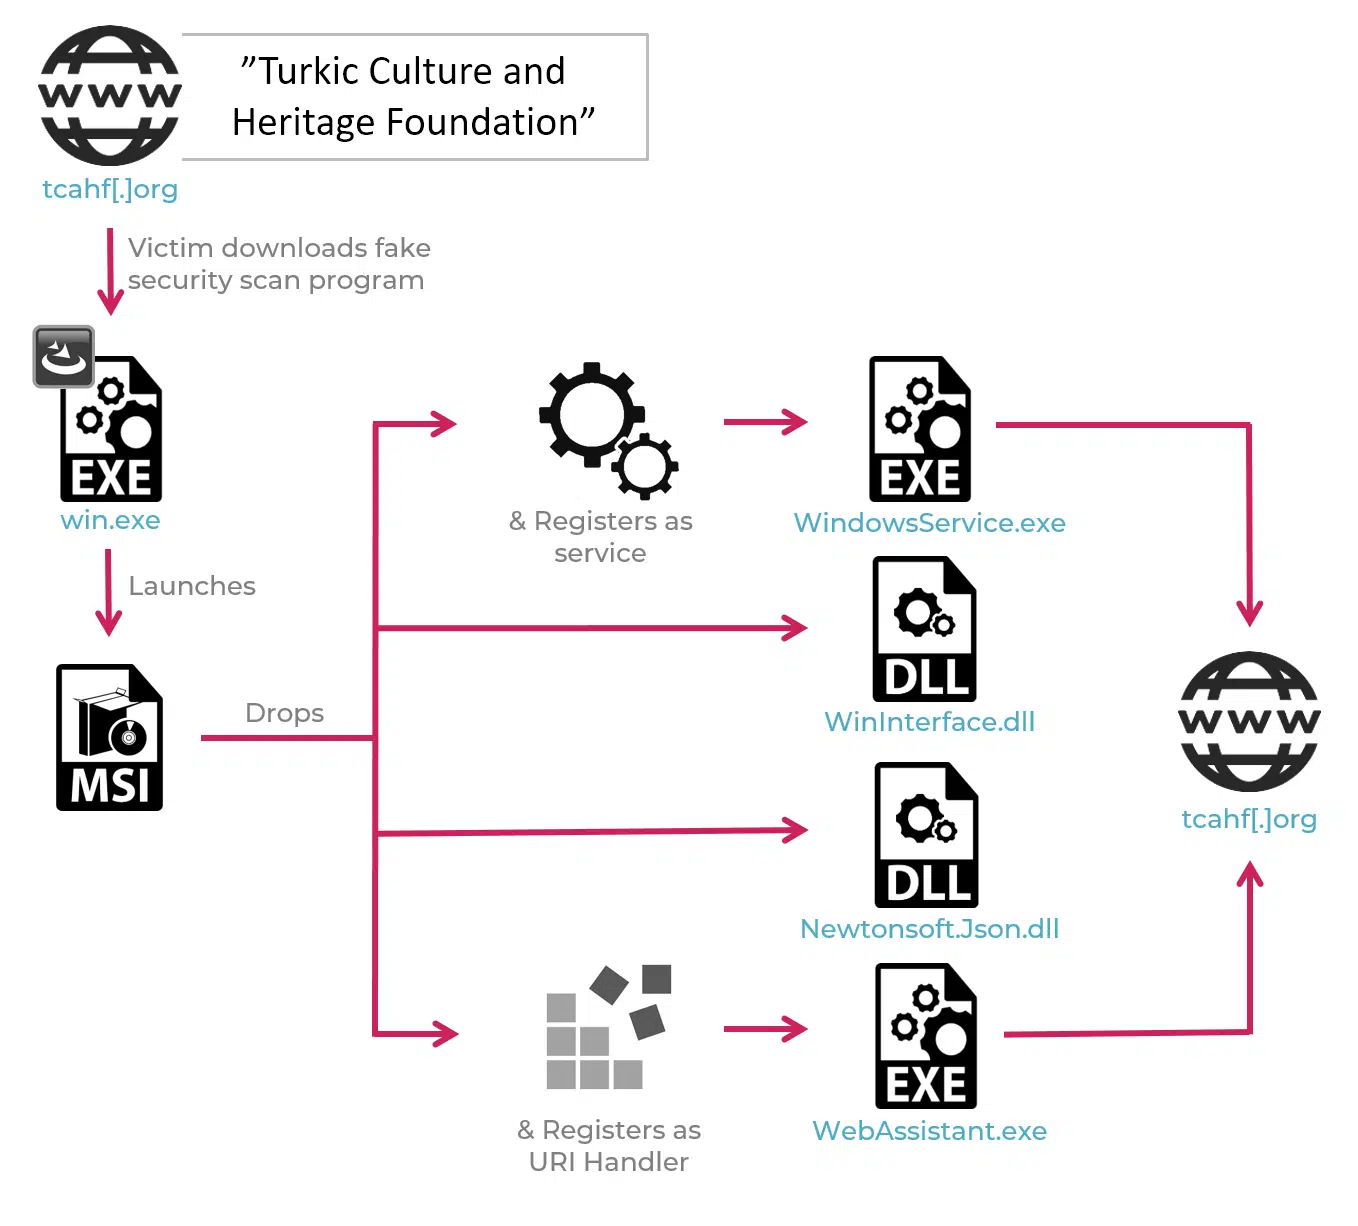 WWW
”Turkic Culture and
Heritage Foundation”
tcahf[.]org
Victim downloads fake
security scan program
EXE
win.exe
Launches
MSI
Drops
& Registers as
service
EXE
WindowsService.exe
DLL
WinInterface.dll
DLL
Newtonsoft.Json.dll
& Registers as
URI Handler
EXE
WebAssistant.exe
WWW
tcahf[.]org